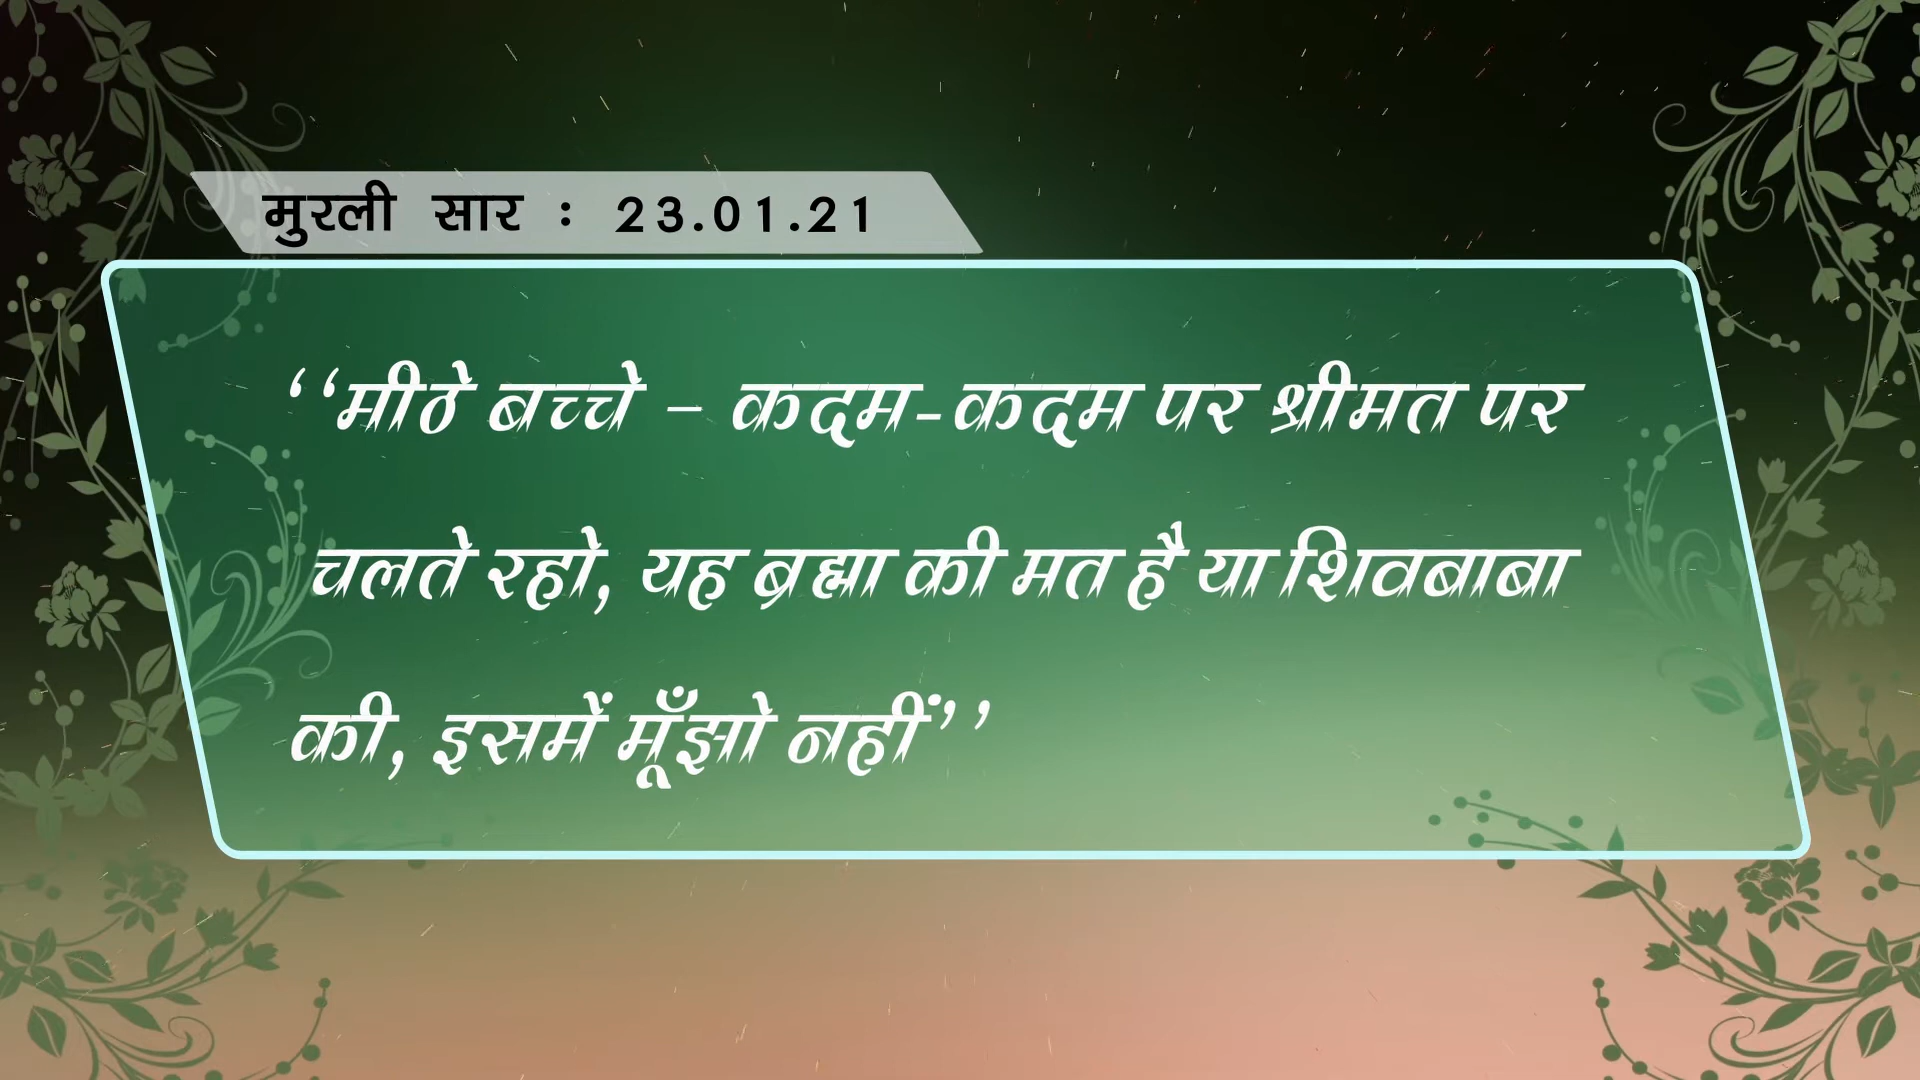 मुरली सार : 23.01.21
‘‘मीठे बच्चे – कदम-कदम पर श्रीमत पर
चलते रहो, यह ब्रह्मा की मत है या शिवबाबा
की, इसमें मूँझो नहीं’’